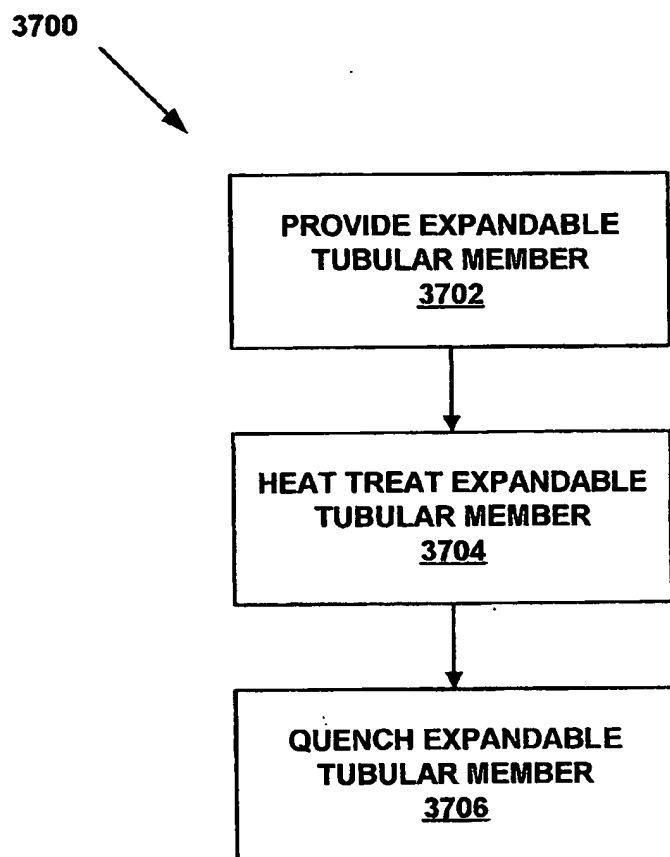 3700
PROVIDE EXPANDABLE
TUBULAR MEMBER
3702
HEAT TREAT EXPANDABLE
TUBULAR MEMBER
3704
QUENCH EXPANDABLE
TUBULAR MEMBER
3706